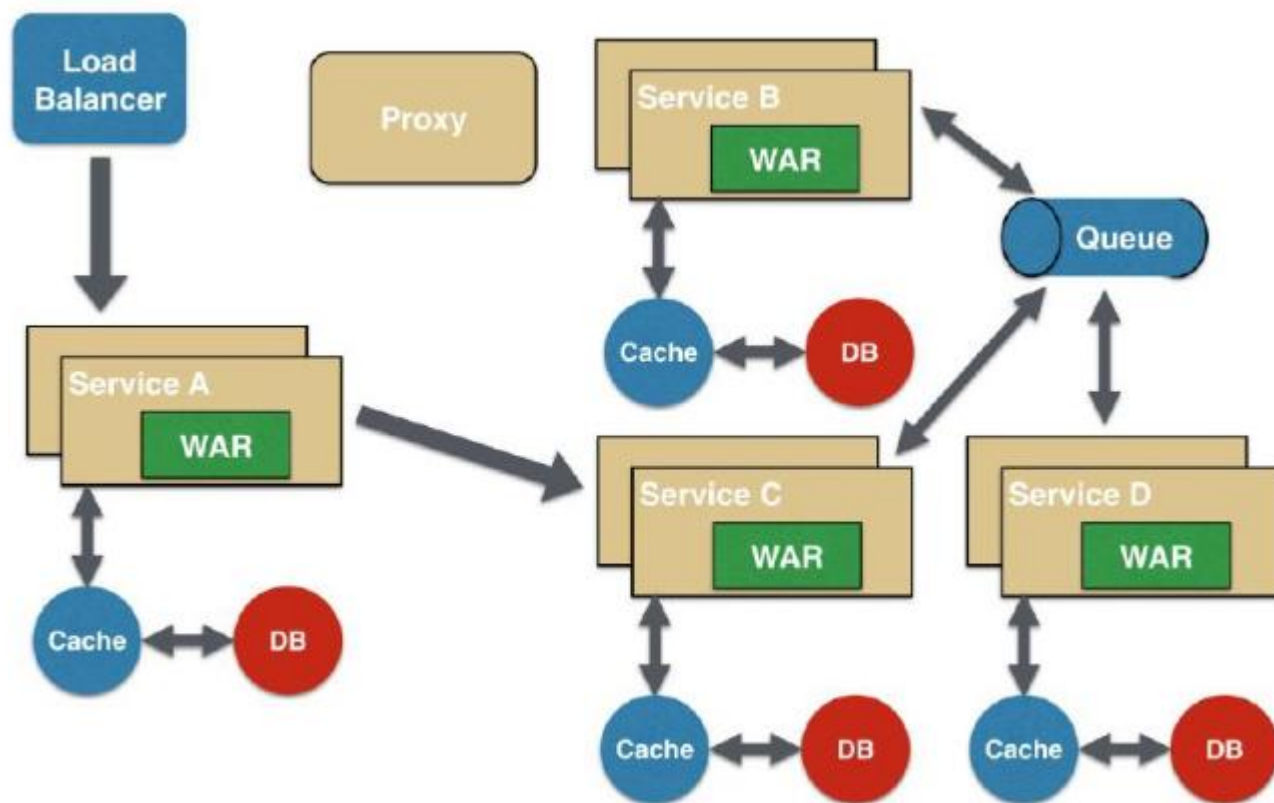 Load
Balancer
Proxy
Service B
WAR
Queue
Cache
DB
Service A
WAR
Cache
DB
Service C
WAR
Cache
DB
Service D
WAR
Cache
DB